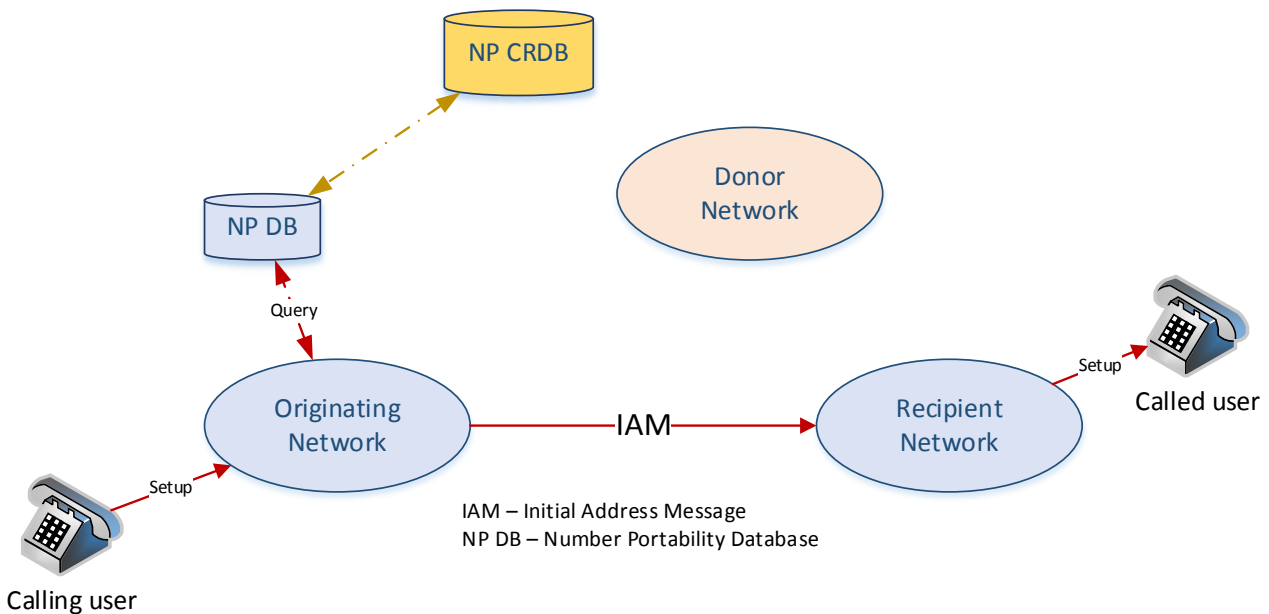 NP CRDB
Donor
Network
NP DB
Query
Originating
Network
IAM
Recipient
Network
Setup
Called user
Setup
Calling user
IAM – Initial Address Message
NP DB – Number Portability Database